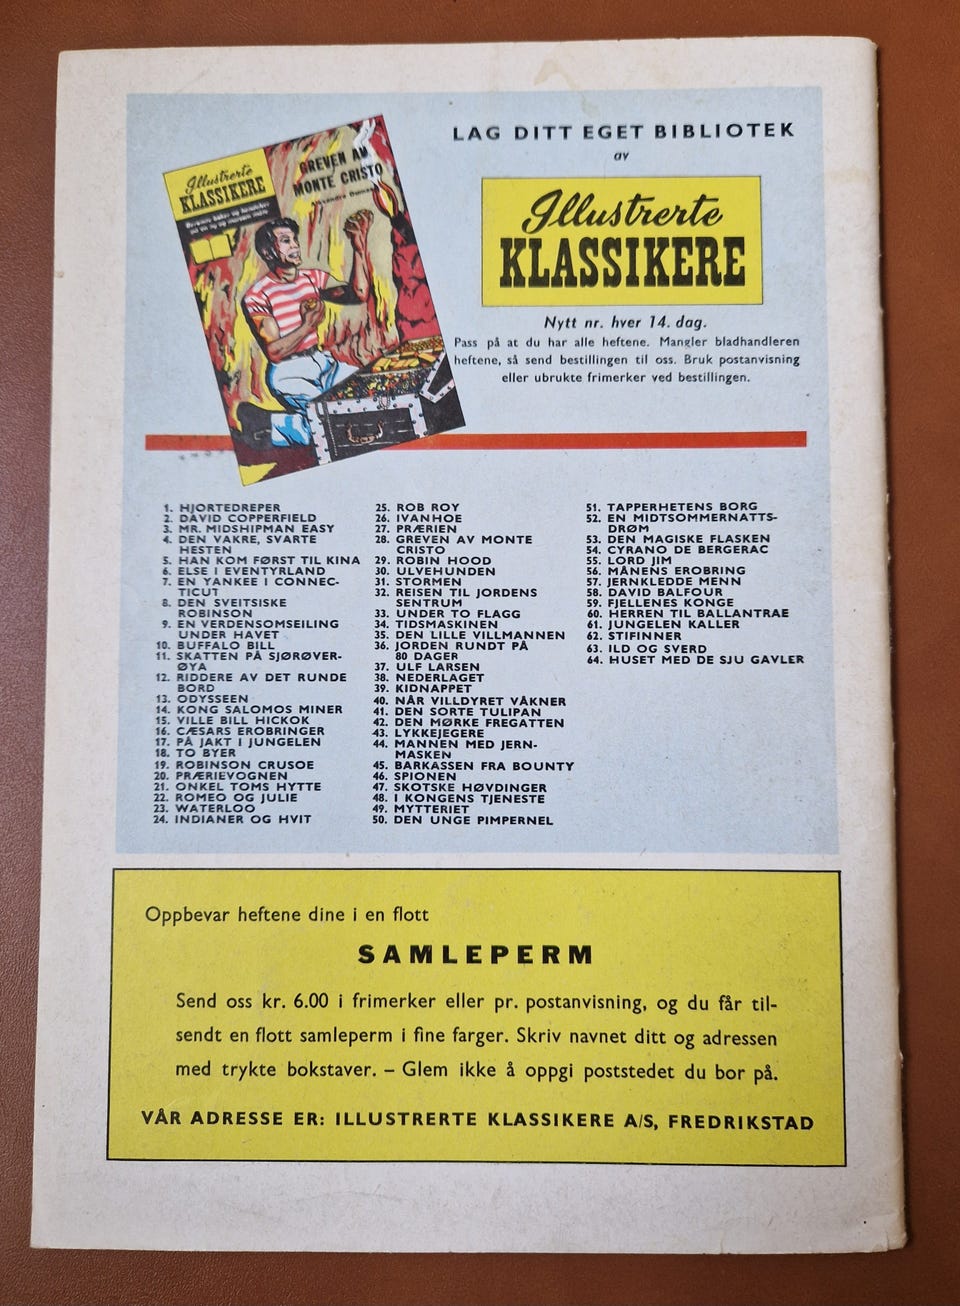 Illustrerte
KLASSIKERE
GREVEN AV
MONTE CRISTO
Alexandre Dumas
LAG DITT EGET BIBLIOTEK
av
Illustrerte
KLASSIKERE
Nytt nr. hver 14. dag.
Pass på at du har alle heftene. Mangler bladhandleren
heftene, så send bestillingen til oss. Bruk postanvisning
eller ubrukte frimerker ved bestillingen.
1. HJORTEDREPER
2. DAVID COPPERFIELD
3. MR. MIDSHIPMAN EASY
4. DEN VAKRE, SVARTE
HESTEN
5. HAN KOM FØRST TIL KINA
6. ELSE I EVENTYRLAND
7. EN YANKEE I CONNEC-
TICUT
8. DEN SVEITSISKE
ROBINSON
9. EN VERDENSOMSEILING
UNDER HAVET
10. BUFFALO BILL
11. SKATTEN PÅ SJØRØVER-
ØYA
12. RIDDERE AV DET RUNDE
BORD
13. ODYSSEEN
14. KONG SALOMOS MINER
15. VILLE BILL HICKOK
16. CÆSARS EROBRINGER
17. PÅ JAKT I JUNGELEN
18. TO BYER
19. ROBINSON CRUSOE
20. PRÆRIEVOGNEN
21. ONKEL TOMS HYTTE
22. ROMEO OG JULIE
23. WATERLOO
24. INDIANER OG HVIT
25. ROB ROY
26. IVANHOE
27. PRÆRIEN
28. GREVEN AV MONTE
CRISTO
29. ROBIN HOOD
30. ULVEHUNDEN
31. STORMEN
32. REISEN TIL JORDENS
SENTRUM
33. UNDER TO FLAGG
34. TIDSMASKINEN
35. DEN LILLE VILLMANNEN
36. JORDEN RUNDT PÅ
80 DAGER
37. ULF LARSEN
38. NEDERLAGET
39. KIDNAPPET
40. NÅR VILLDYRET VÅKNER
41. DEN SORTE TULIPAN
42. DEN MØRKE FREGATTEN
43. LYKKEJEGERE
44. MANNEN MED JERN-
MASKEN
45. BARKASSEN FRA BOUNTY
46. SPIONEN
47. SKOTSKE HØVDINGER
48. I KONGENS TJENESTE
49. MYTTERIET
50. DEN UNGE PIMPERNEL
51. TAPPERHETENS BORG
52. EN MIDTSOMMERNATTS-
DRØM
53. DEN MAGISKE FLASKEN
54. CYRANO DE BERGERAC
55. LORD JIM
56. MÅNENS EROBRING
57. JERNKLEDDE MENN
58. DAVID BALFOUR
59. FJELLENES KONGE
60. HERREN TIL BALLANTRAE
61. JUNGELEN KALLER
62. STIFINNER
63. ILD OG SVERD
64. HUSET MED DE SJU GAVLER
Oppbevar heftene dine i en flott
SAMLEPERM
Send oss kr. 6.00 i frimerker eller pr. postanvisning, og du får til-
sendt en flott samleperm i fine farger. Skriv navnet ditt og adressen
med trykte bokstaver. – Glem ikke å oppgi poststedet du bor på.
VÅR ADRESSE ER: ILLUSTRERTE KLASSIKERE A/S, FREDRIKSTAD